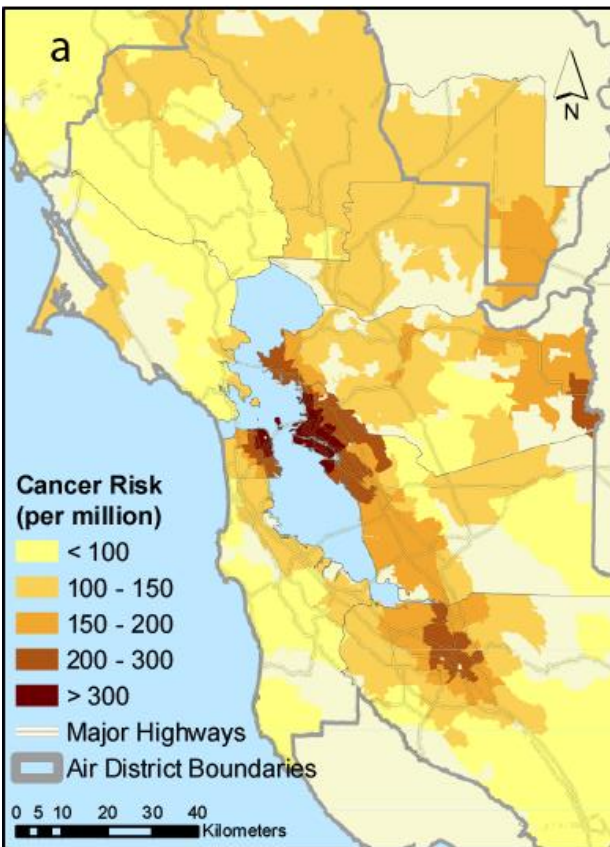 a
N
Cancer Risk
(per million)
< 100
100 - 150
150 - 200
200 - 300
> 300
Major Highways
Air District Boundaries
0 5 10 20 30 40
Kilometers